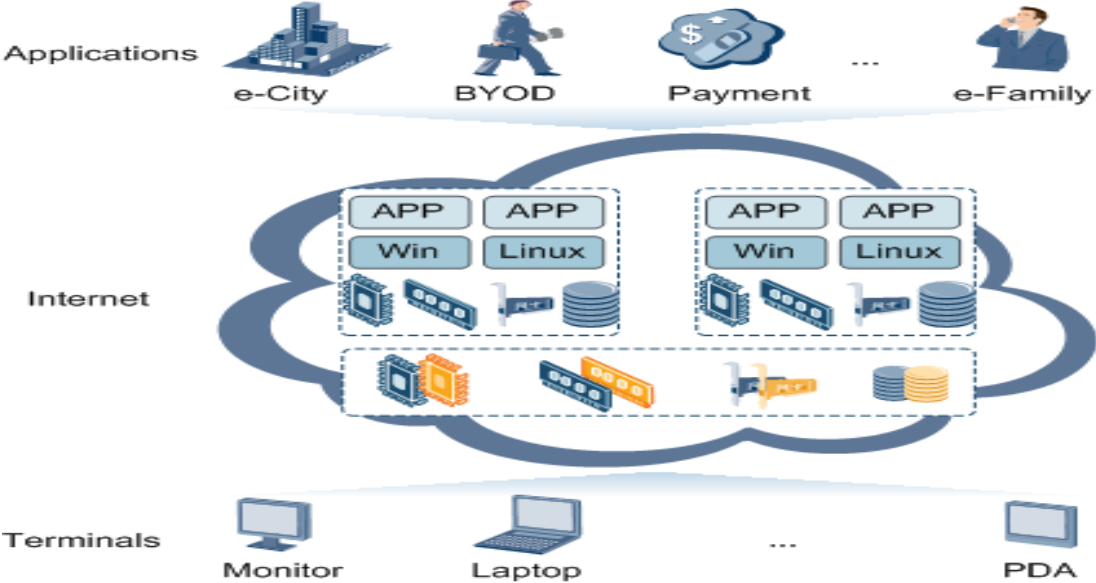 Applications
e-City
BYOD
Payment
...
e-Family
Internet
APP APP APP APP
Win Linux Win Linux
Terminals
Monitor
Laptop
...
PDA